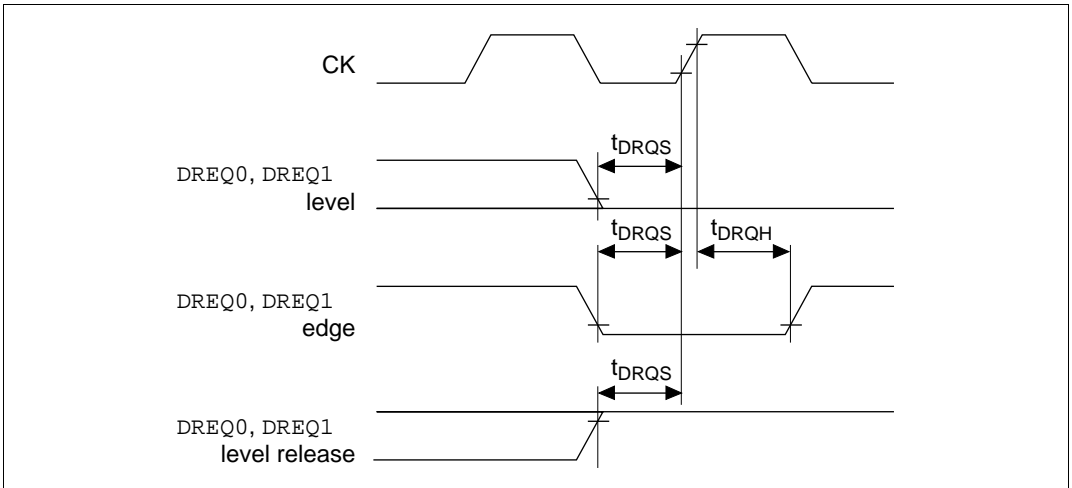 CK
tDRQS
DREQ0, DREQ1
level
tDRQS
tDRQH
DREQ0, DREQ1
edge
tDRQS
DREQ0, DREQ1
level release